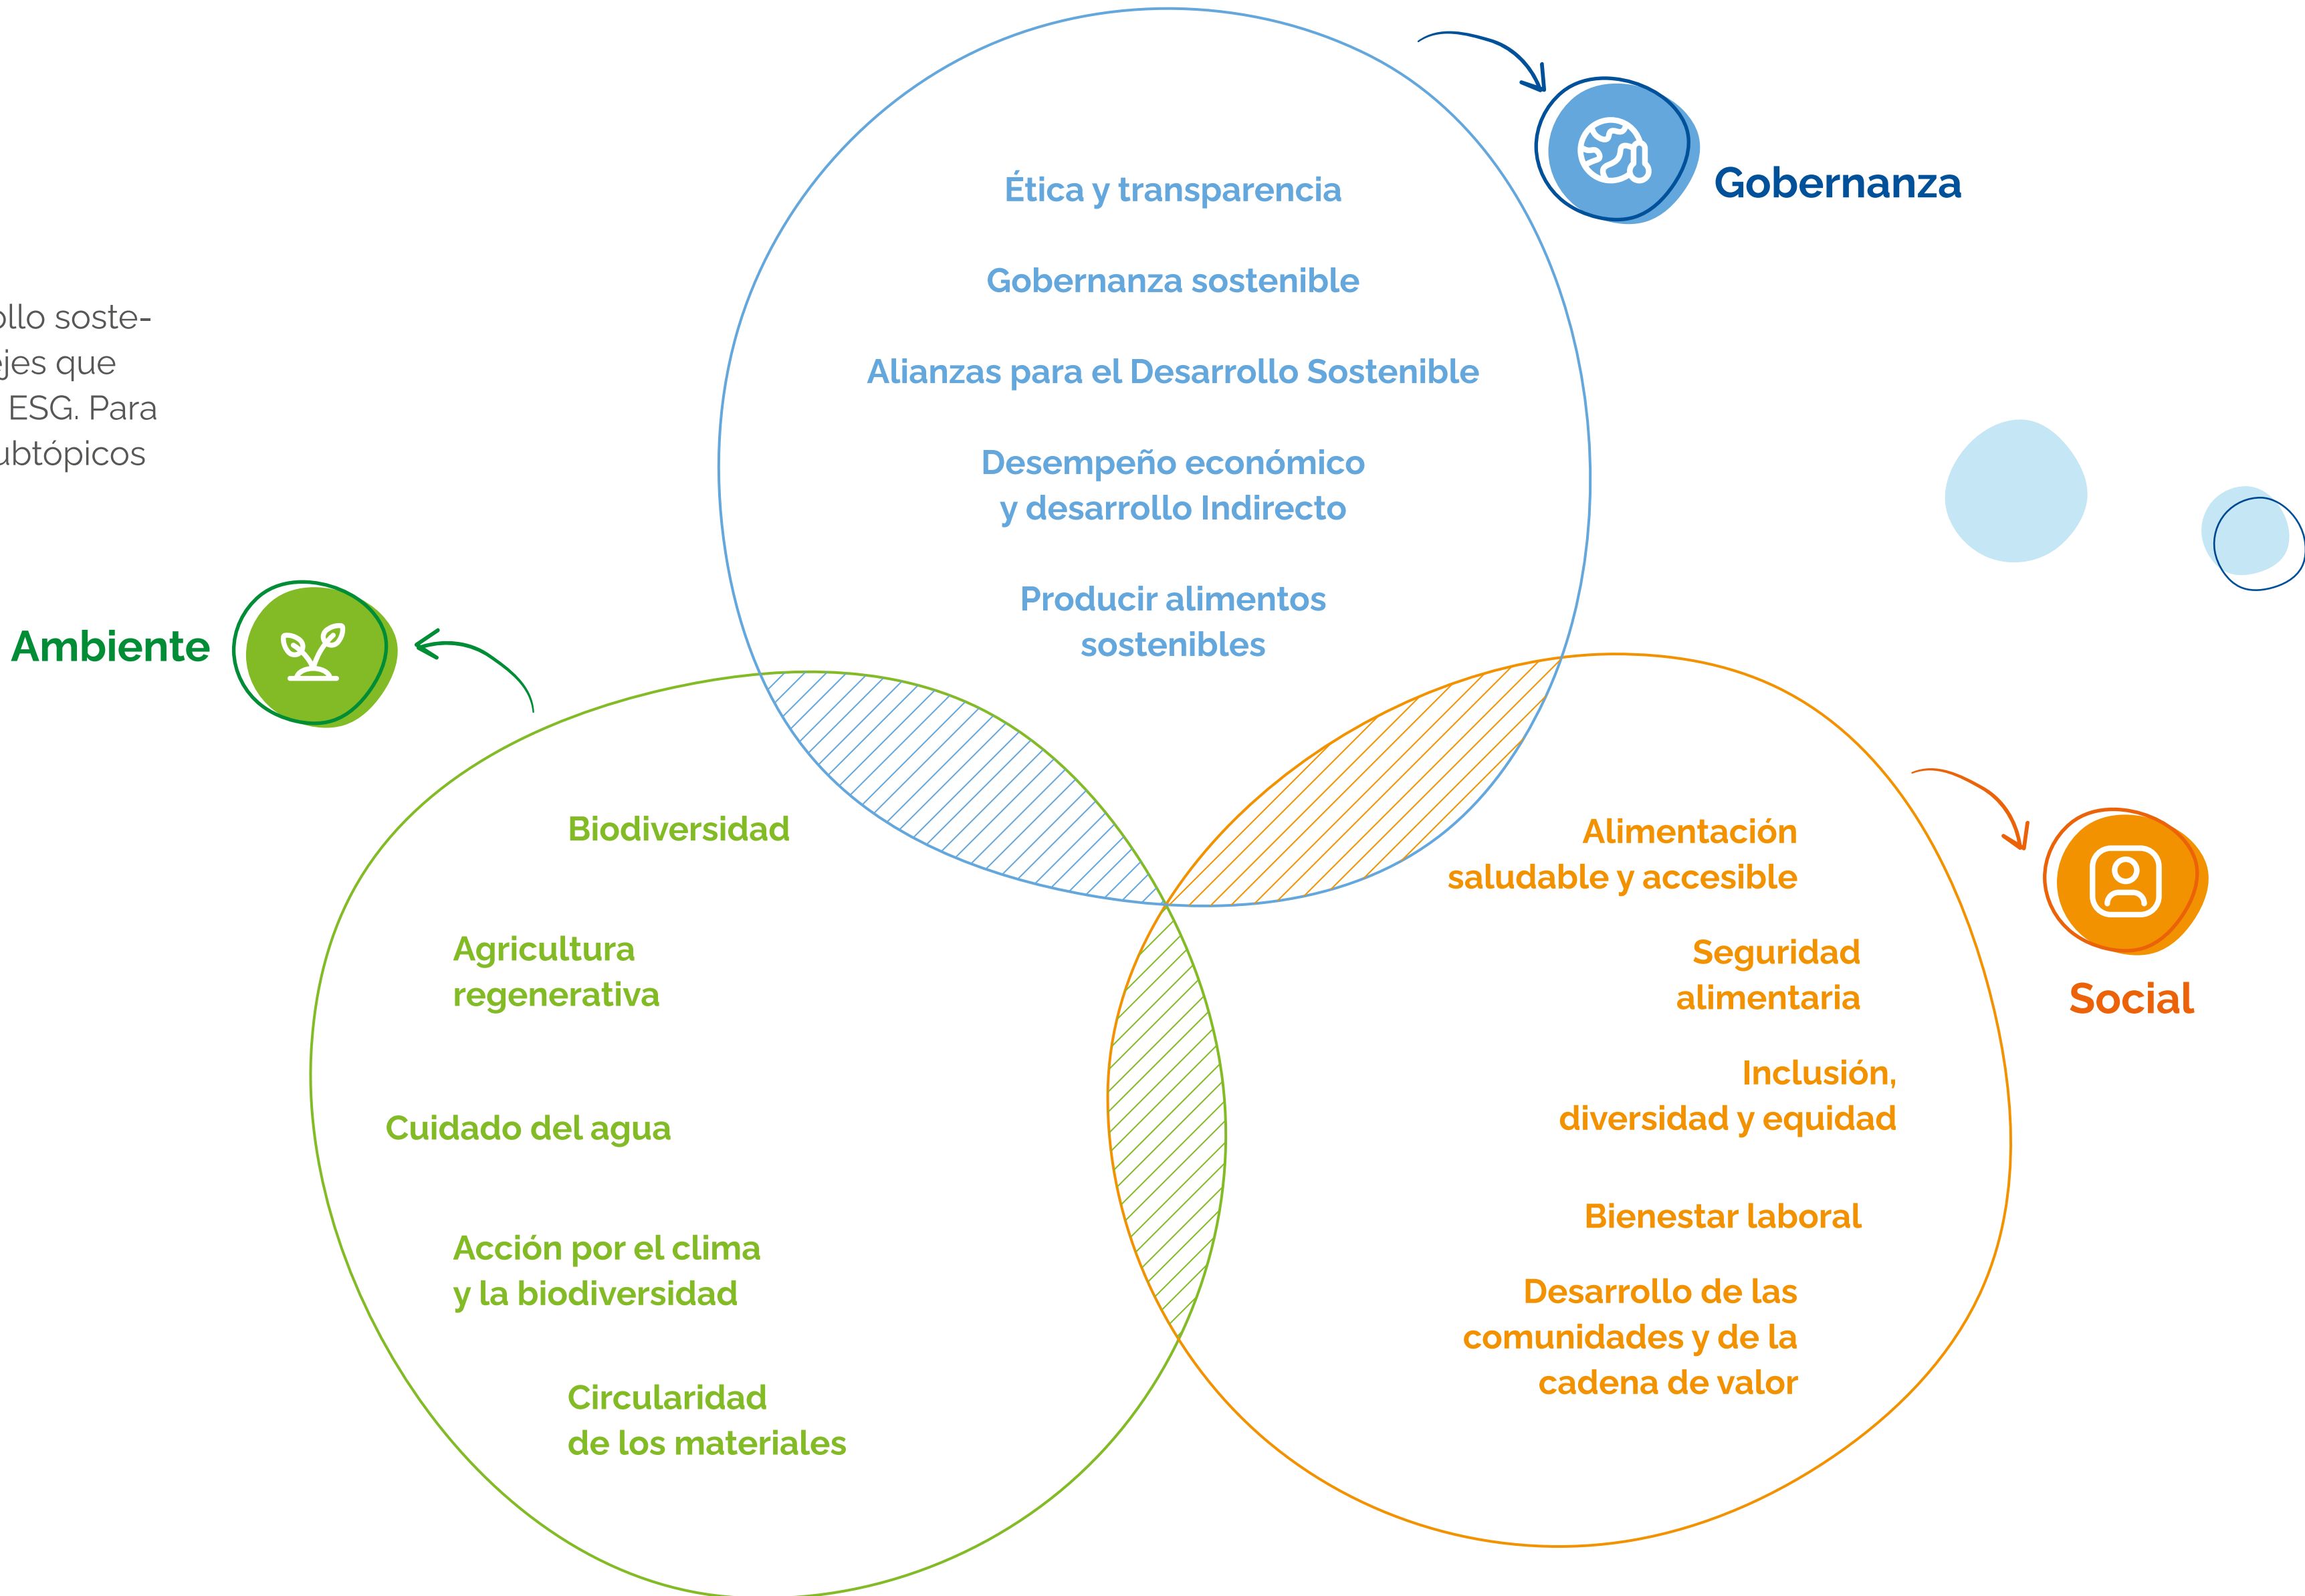 llo soste-
ejes que
ESG. Para
ubtópicos
Gobernanza
Ética y transparencia
Gobernanza sostenible
Alianzas para el Desarrollo Sostenible
Desempeño económico
y desarrollo Indirecto
Producir alimentos
sostenibles
Ambiente
Biodiversidad
Agricultura
regenerativa
Cuidado del agua
Acción por el clima
y la biodiversidad
Circularidad
de los materiales
Social
Alimentación
saludable y accesible
Seguridad
alimentaria
Inclusión,
diversidad y equidad
Bienestar laboral
Desarrollo de las
comunidades y de la
cadena de valor